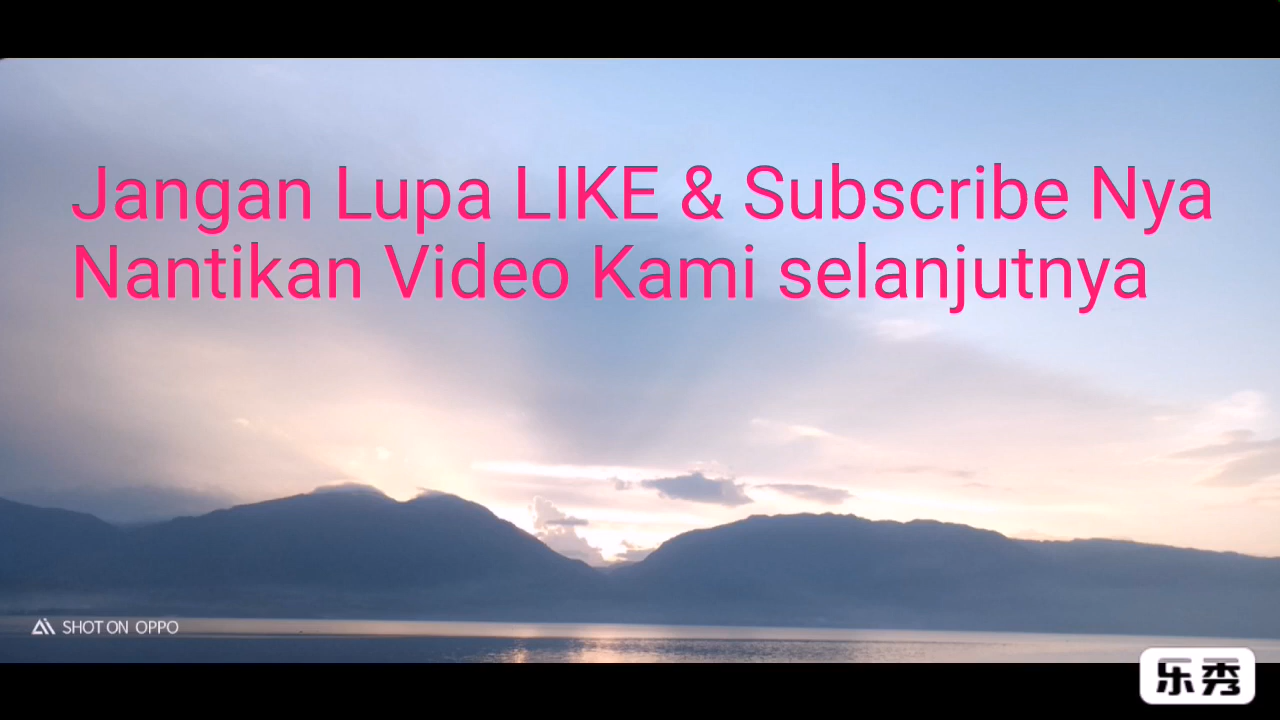 Jangan Lupa LIKE & Subscribe Nya
Nantikan Video Kami selanjutnya
SHOT ON OPPO
乐秀